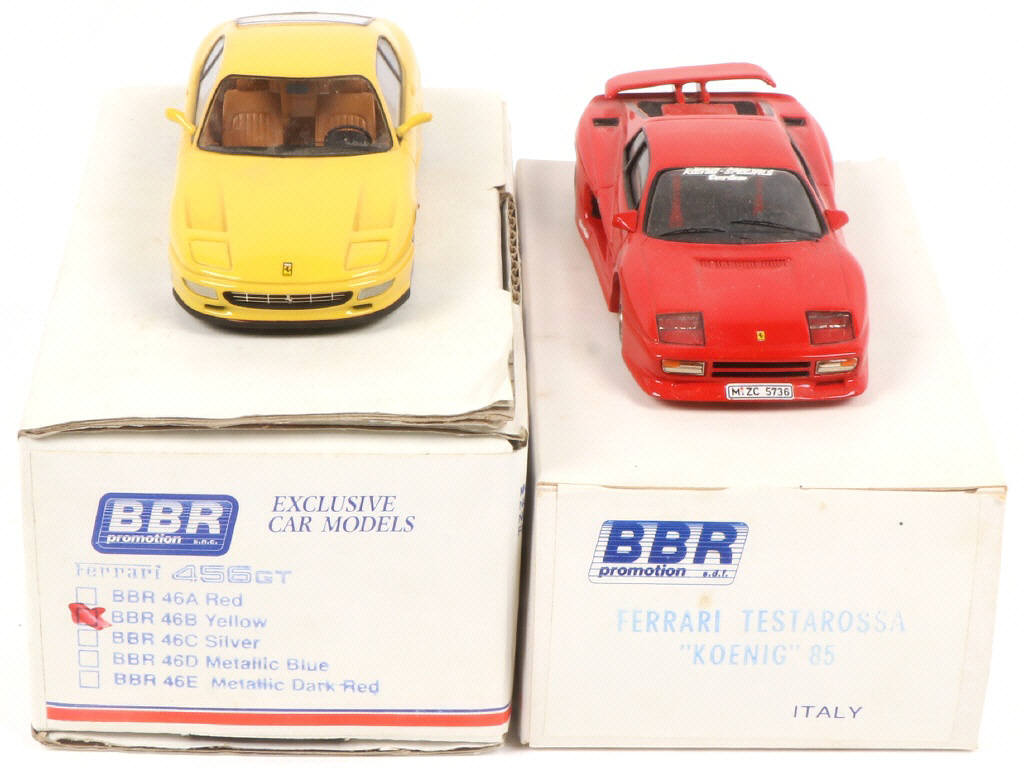 M ZC 5736
BBR
promotion s.n.c.
EXCLUSIVE
CAR MODELS
Ferrari 456GT
BBR 46A Red
BBR 46B Yellow
BBR 46C Silver
BBR 46D Metallic Blue
BBR 46E Metallic Dark Red
BBR
promotion s.d.f.
FERRARI TESTAROSSA
"KOENIG" 85
ITALY